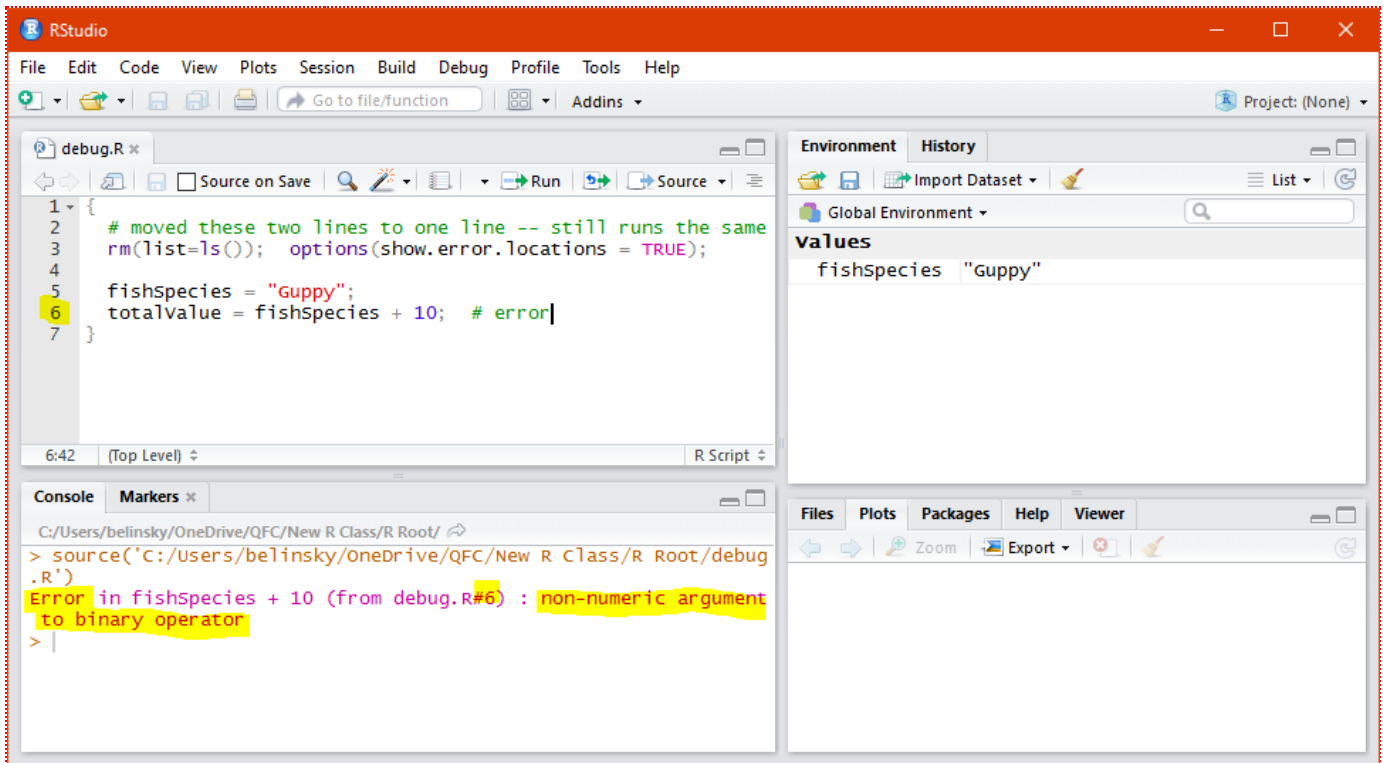 RStudio
File Edit Code View Plots Session Build Debug Profile Tools Help
Go to file/function Addins Project: (None)
debug.R
Source on Save Run Source
1 {
2 # moved these two lines to one line -- still runs the same
3 rm(list=ls()); options(show.error.locations = TRUE);
4
5 fishSpecies = "Guppy";
6 totalValue = fishSpecies + 10; # error
7 }
6:42 (Top Level) R Script
Console Markers
C:/Users/belinsky/OneDrive/QFC/New R Class/R Root/
> source('C:/Users/belinsky/OneDrive/QFC/New R Class/R Root/debug
.R')
Error in fishSpecies + 10 (from debug.R#6) : non-numeric argument
to binary operator
>
Environment History
Import Dataset List
Global Environment
Values
fishSpecies "Guppy"
Files Plots Packages Help Viewer
Zoom Export